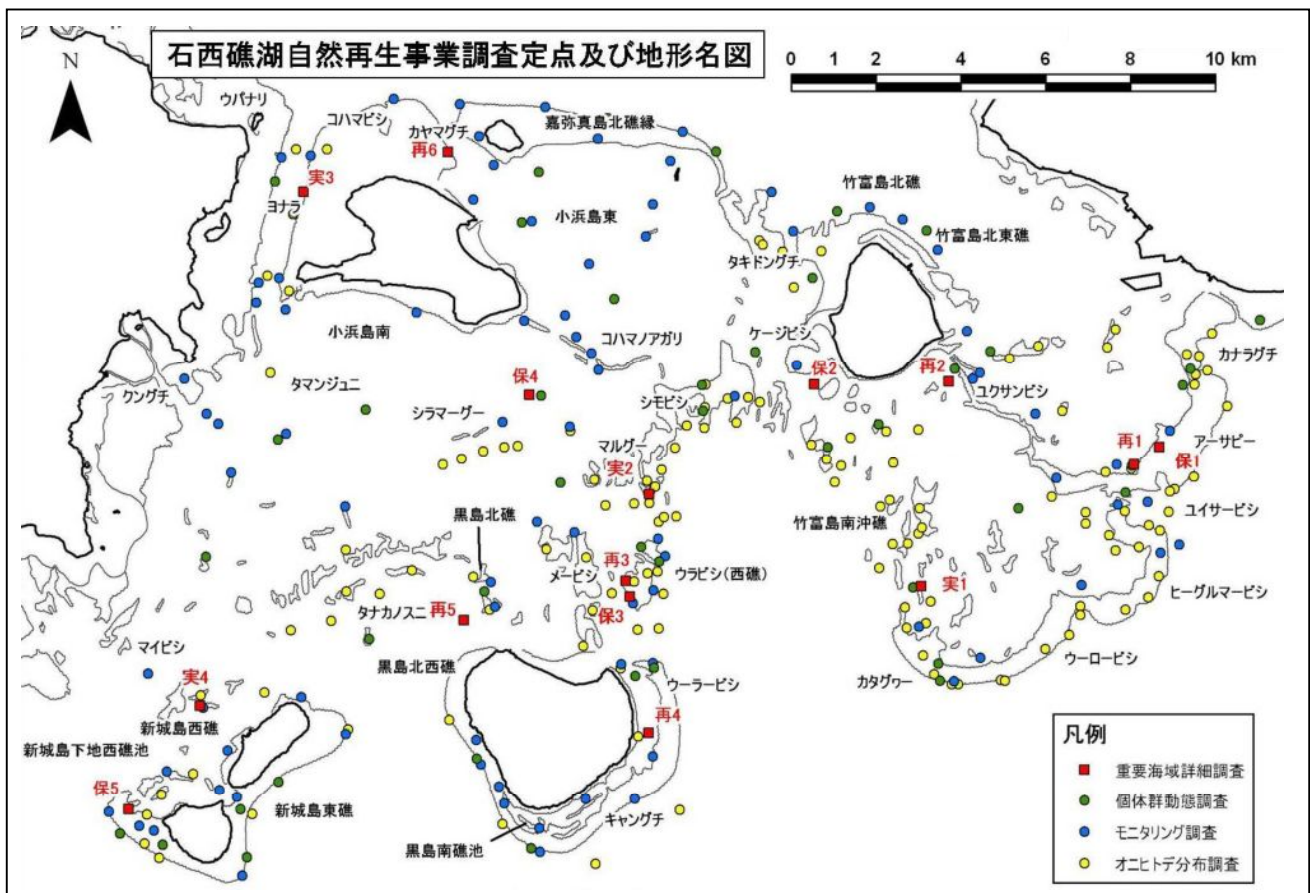 石西礁湖自然再生事業調査定点及び地形名図
N
0 2 4 6 8 10 km
ウパナリ
コハマビシ
カヤマグチ
嘉弥真島北礁縁
再6
実3
ヨナラ
小浜島東
竹富島北礁
竹富島北東礁
タキドングチ
小浜島南
コハマノアガリ
ケージビシ
カナラグチ
クングチ
タマンジュニ
保4
保2
再2
シラマーグー
シモビシ
ユクサンビシ
マルグー
実2
再1
アーサピー
保1
黒島北礁
竹富島南沖礁
ユイサービシ
メービシ
再3
ウラビシ(西礁)
実1
ヒーグルマービシ
タナカノスニ
再5
保3
マイビシ
黒島北西礁
ウーラービシ
ウーロービシ
カタグヮー
実4
新城島西礁
再4
新城島下地西礁池
保5
新城島東礁
キャングチ
黒島南礁池
凡例
重要海域詳細調査
個体群動態調査
モニタリング調査
オニヒトデ分布調査